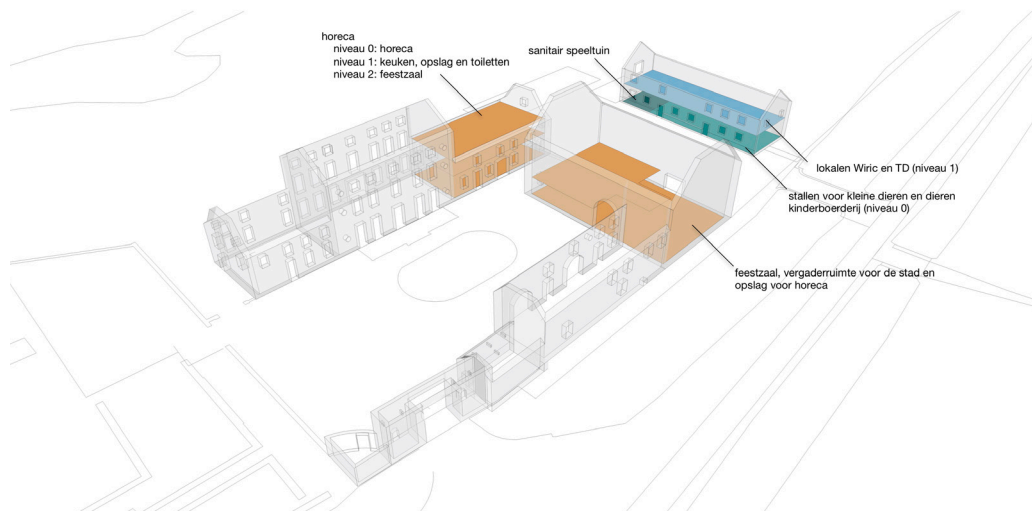 horeca
niveau 0: horeca
niveau 1: keuken, opslag en toiletten
niveau 2: feestzaal
sanitair speeltuin
lokalen Wiric en TD (niveau 1)
stallen voor kleine dieren en dieren
kinderboerderij (niveau 0)
feestzaal, vergaderruimte voor de stad en
opslag voor horeca